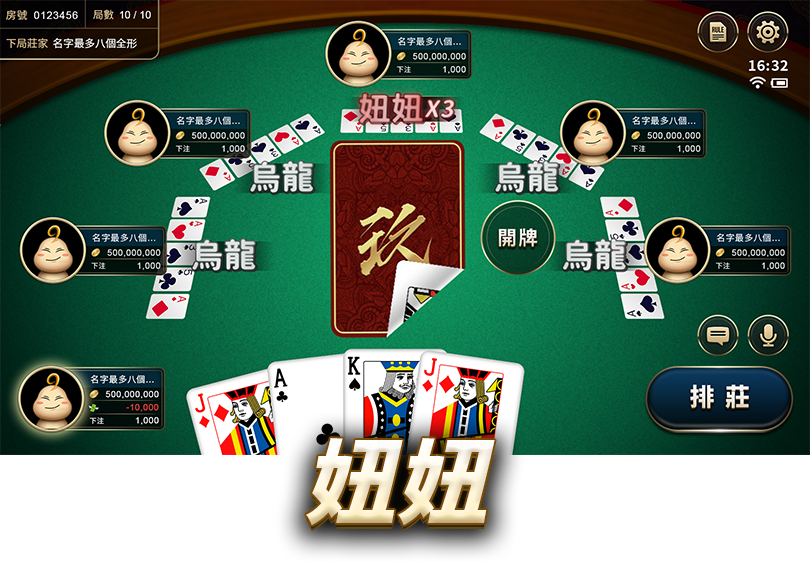 房號 0123456 局數 10 / 10
下局莊家 名字最多八個全形
RULE
16:32
名字最多八個...
500,000,000
下注 1,000
妞妞X3
名字最多八個...
500,000,000
下注 1,000
烏龍
名字最多八個...
500,000,000
下注 1,000
烏龍
名字最多八個...
500,000,000
下注 1,000
烏龍
名字最多八個...
500,000,000
下注 1,000
烏龍
玖
開牌
名字最多八個...
500,000,000
-10,000
下注 1,000
J
A
K
J
排莊
妞妞